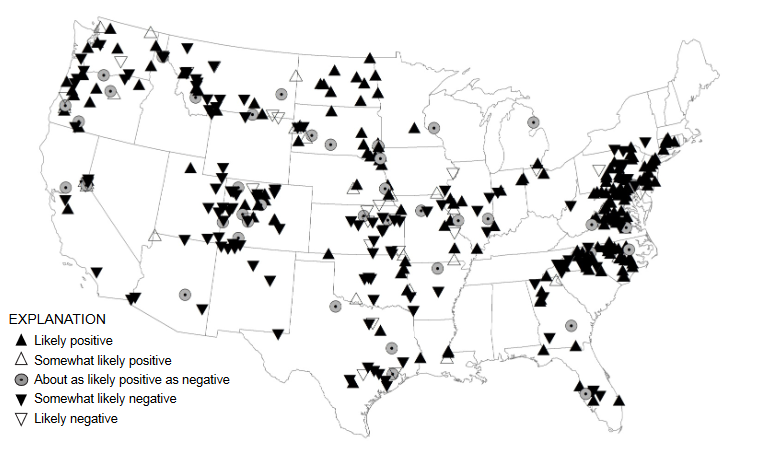 EXPLANATION
Likely positive
Somewhat likely positive
About as likely positive as negative
Somewhat likely negative
Likely negative